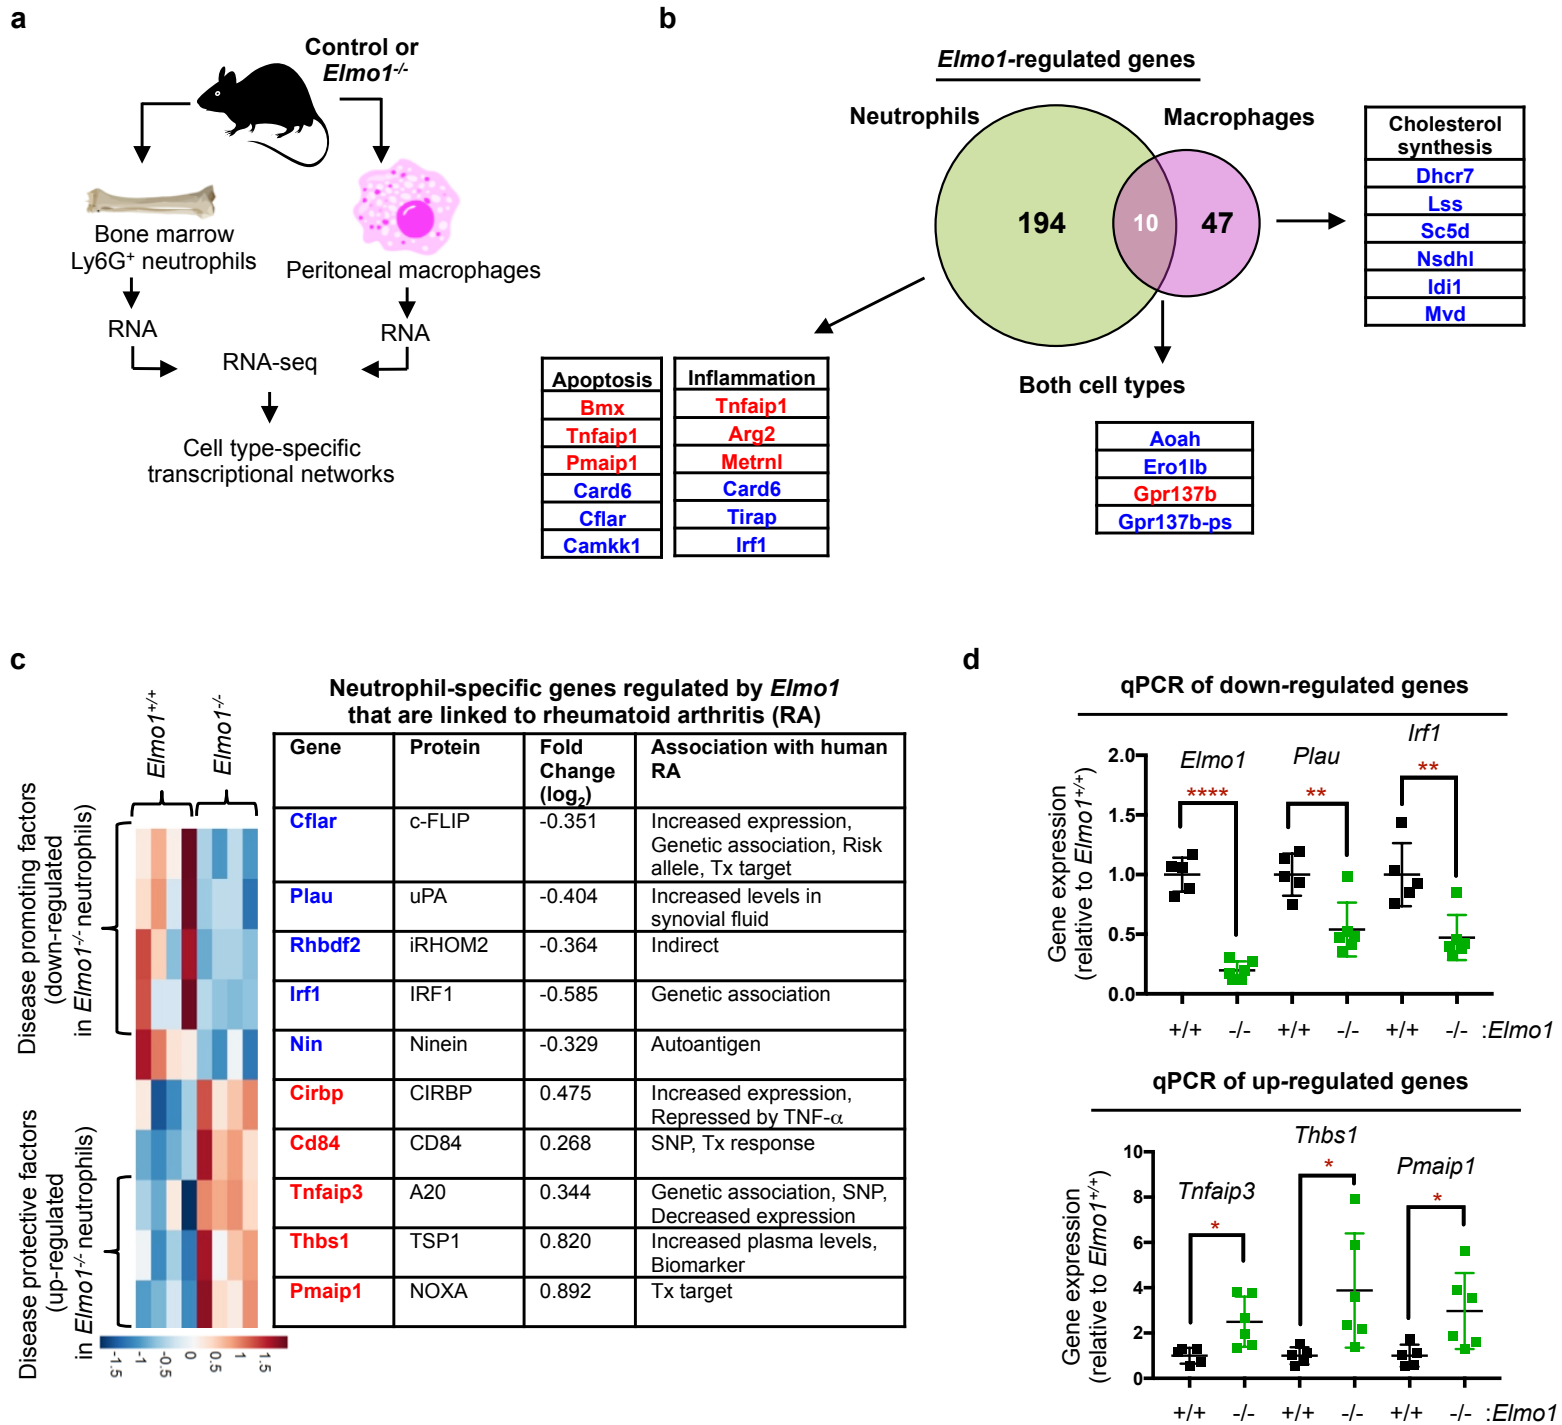 a
Control or
Elmo1-/-
Bone marrow
Ly6G+ neutrophils
Peritoneal macrophages
RNA
RNA
RNA-seq
Cell type-specific
transcriptional networks
b
Elmo1-regulated genes
Neutrophils
Macrophages
194
10
47
Cholesterol
synthesis
Dhcr7
Lss
Sc5d
Nsdhl
Idi1
Mvd
Both cell types
Aoah
Ero1lb
Gpr137b
Gpr137b-ps
Apoptosis
Bmx
Tnfaip1
Pmaip1
Card6
Cflar
Camkk1
Inflammation
Tnfaip1
Arg2
Metrnl
Card6
Tirap
Irf1
c
Elmo1+/+
Elmo1-/-
Disease promoting factors
(down-regulated
in Elmo1-/- neutrophils)
Disease protective factors
(up-regulated
in Elmo1-/- neutrophils)
-1.5 -1 -0.5 0 0.5 1 1.5
Neutrophil-specific genes regulated by Elmo1
that are linked to rheumatoid arthritis (RA)
Gene Protein Fold Change (log2) Association with human RA
Cflar c-FLIP -0.351 Increased expression, Genetic association, Risk allele, Tx target
Plau uPA -0.404 Increased levels in synovial fluid
Rhbdf2 iRHOM2 -0.364 Indirect
Irf1 IRF1 -0.585 Genetic association
Nin Ninein -0.329 Autoantigen
Cirbp CIRBP 0.475 Increased expression, Repressed by TNF-α
Cd84 CD84 0.268 SNP, Tx response
Tnfaip3 A20 0.344 Genetic association, SNP, Decreased expression
Thbs1 TSP1 0.820 Increased plasma levels, Biomarker
Pmaip1 NOXA 0.892 Tx target
d
qPCR of down-regulated genes
Gene expression
(relative to Elmo1+/+)
2.0
1.5
1.0
0.5
0.0
Elmo1
****
Plau
**
Irf1
**
+/+ -/- +/+ -/- +/+ -/- :Elmo1
qPCR of up-regulated genes
Gene expression
(relative to Elmo1+/+)
10
8
6
4
2
0
Tnfaip3
*
Thbs1
*
Pmaip1
*
+/+ -/- +/+ -/- +/+ -/- :Elmo1